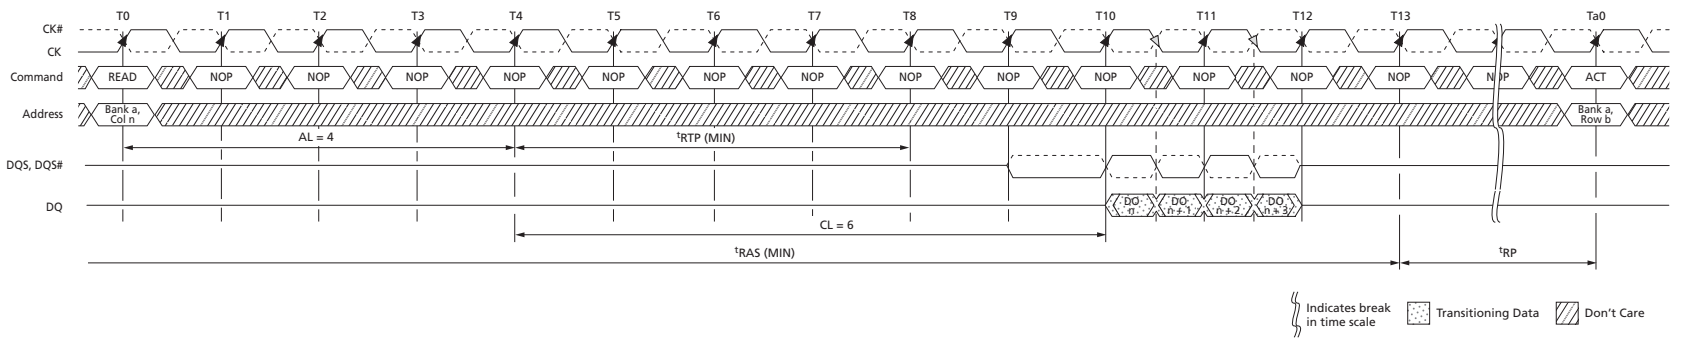 T0 T1 T2 T3 T4 T5 T6 T7 T8 T9 T10 T11 T12 T13 Ta0
CK#
CK
Command READ NOP NOP NOP NOP NOP NOP NOP NOP NOP NOP NOP NOP NOP NOP ACT
Address Bank a, Col n Bank a, Row b
AL = 4 tRTP (MIN)
DQS, DQS#
DQ DO n DO n + 1 DO n + 2 DO n + 3
CL = 6
tRAS (MIN) tRP
Indicates break
in time scale
Transitioning Data
Don't Care